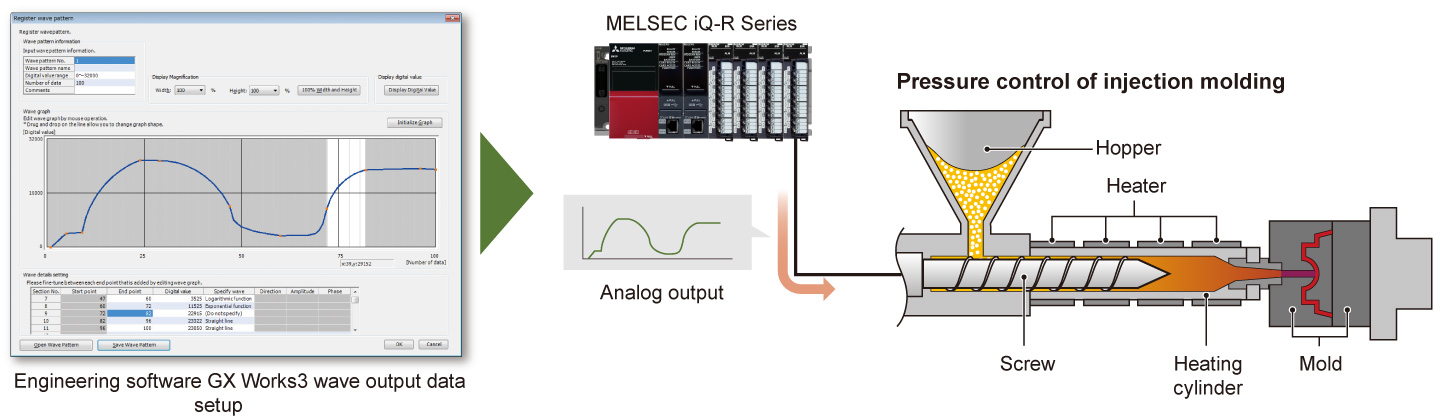 Register wave pattern
Register wavepattern.
Wave pattern information
Input wave pattern information.
Wave pattern No. 1
Wave pattern name
Digital value range 0~32000
Number of data 100
Comments
Display Magnification
Width: 100 % Height: 100 % 100% Width and Height
Display digital value
Display Digital Value
Wave graph
Edit wave graph by mouse operation.
* Drag and drop on the line allow you to change graph shape.
Initialize Graph
[Digital value]
32000
16000
0
0 25 50 75 100
[Number of data]
x:39,y:29152
Wave details setting
Please fine-tune between each end point that is added by editing wave graph.
Section No. Start point End point Digital value Specify wave Direction Amplitude Phase
7 47 60 3525 Logarithmic function
8 60 72 11525 Exponential function
9 72 82 22915 (Do not specify)
10 82 96 23322 Straight line
11 96 100 23050 Straight line
Open Wave Pattern Save Wave Pattern OK Cancel
Engineering software GX Works3 wave output data
setup
MELSEC iQ-R Series
Analog output
Pressure control of injection molding
Hopper
Heater
Screw
Heating
cylinder
Mold